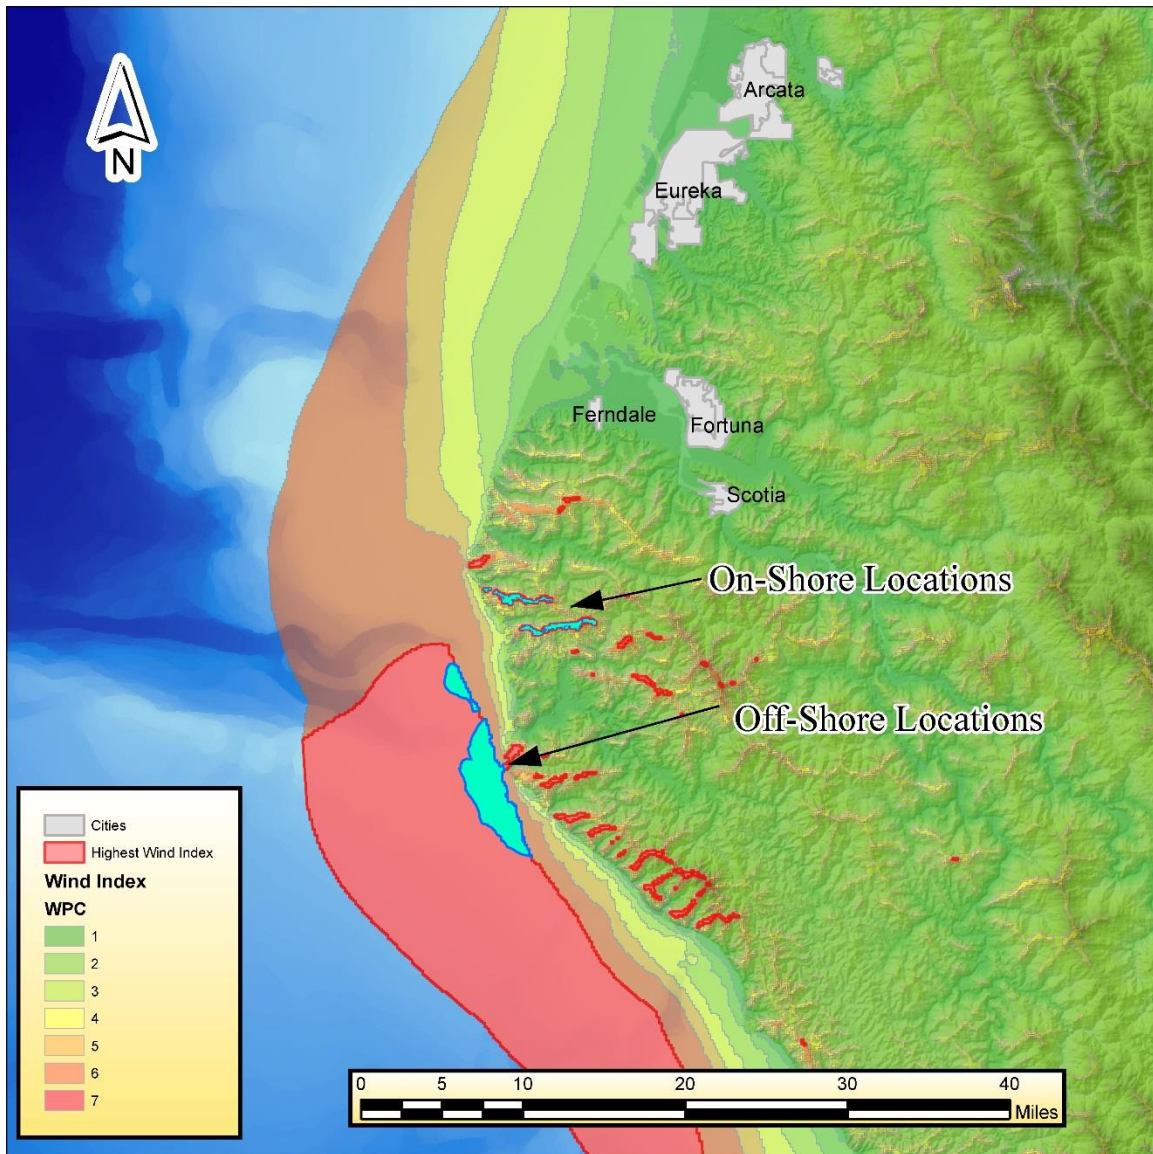 N
Arcata
Eureka
Ferndale
Fortuna
Scotia
On-Shore Locations
Off-Shore Locations
Cities
Highest Wind Index
Wind Index
WPC
1
2
3
4
5
6
7
0 5 10 20 30 40
Miles